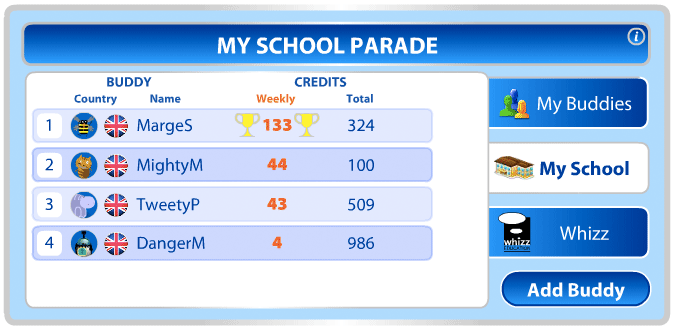 MY SCHOOL PARADE
i
BUDDY CREDITS
Country Name Weekly Total
1 MargeS 133 324
2 MightyM 44 100
3 TweetyP 43 509
4 DangerM 4 986
My Buddies
My School
whizz
Whizz
Add Buddy